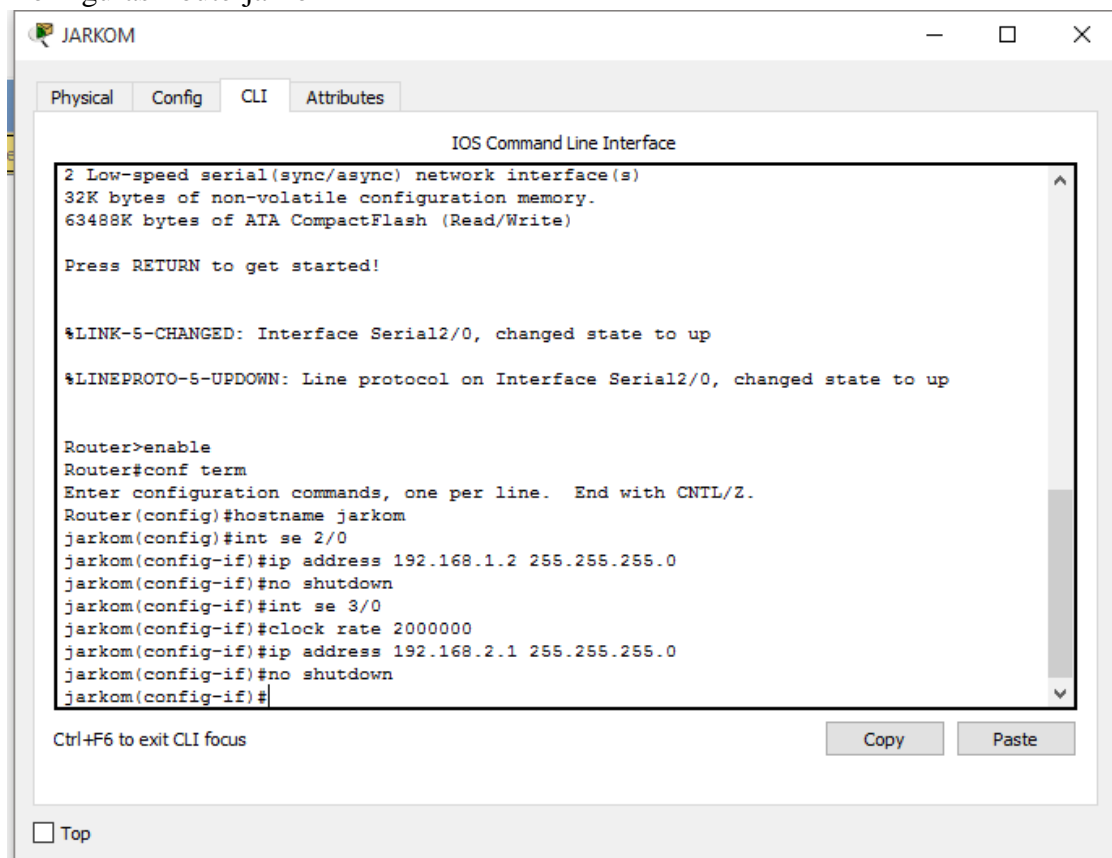 JARKOM
Physical Config CLI Attributes
IOS Command Line Interface
2 Low-speed serial(sync/async) network interface(s)
32K bytes of non-volatile configuration memory.
63488K bytes of ATA CompactFlash (Read/Write)
Press RETURN to get started!
%LINK-5-CHANGED: Interface Serial2/0, changed state to up
%LINEPROTO-5-UPDOWN: Line protocol on Interface Serial2/0, changed state to up
Router>enable
Router#conf term
Enter configuration commands, one per line.  End with CNTL/Z.
Router(config)#hostname jarkom
jarkom(config)#int se 2/0
jarkom(config-if)#ip address 192.168.1.2 255.255.255.0
jarkom(config-if)#no shutdown
jarkom(config-if)#int se 3/0
jarkom(config-if)#clock rate 2000000
jarkom(config-if)#ip address 192.168.2.1 255.255.255.0
jarkom(config-if)#no shutdown
jarkom(config-if)#
Ctrl+F6 to exit CLI focus
Copy Paste
Top